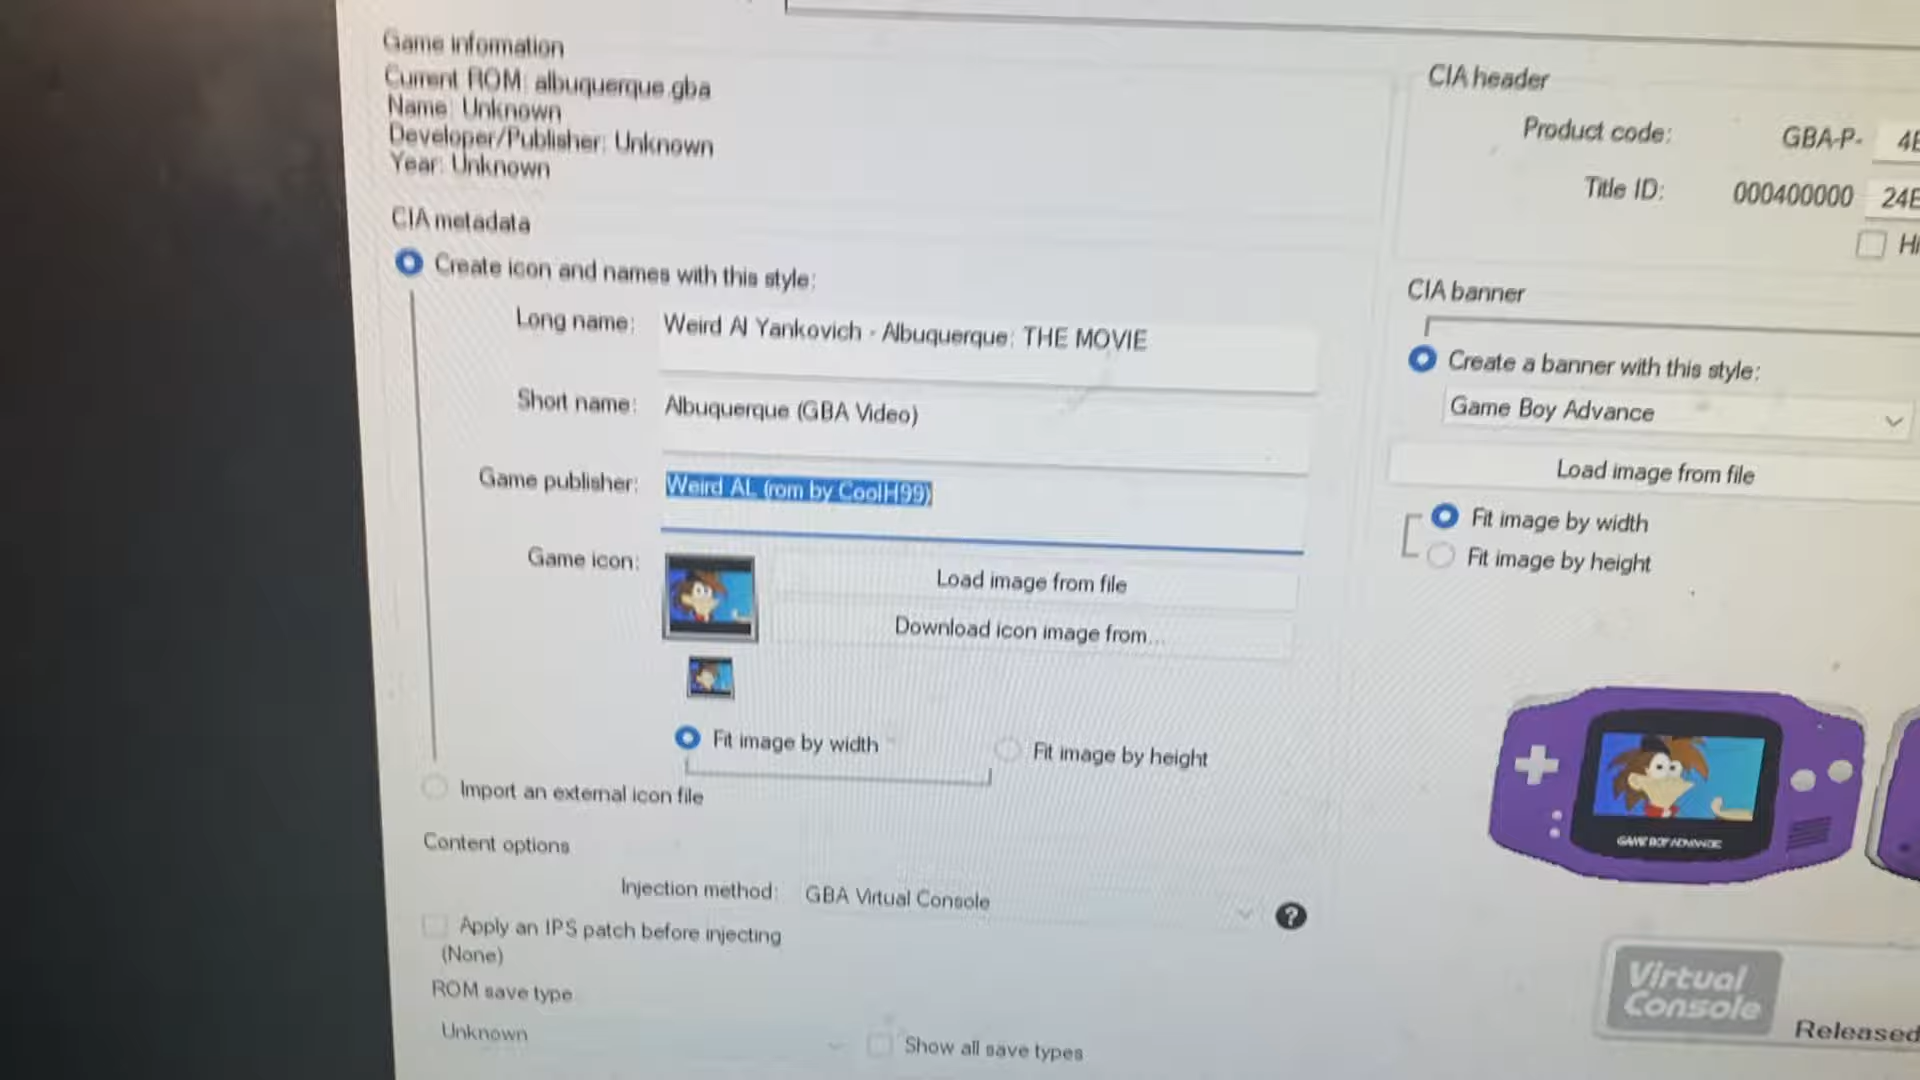 Game information
Current ROM: albuquerque.gba
Name: Unknown
Developer/Publisher: Unknown
Year: Unknown
CIA metadata
Create icon and names with this style:
Long name: Weird Al Yankovich - Albuquerque: THE MOVIE
Short name: Albuquerque (GBA Video)
Game publisher: Weird AL (rom by CoolH99)
Game icon:
Load image from file
Download icon image from...
Fit image by width
Fit image by height
Import an external icon file
Content options
Injection method: GBA Virtual Console
?
Apply an IPS patch before injecting
(None)
ROM save type
Unknown
Show all save types
CIA header
Product code: GBA-P-
Title ID: 000400000
CIA banner
Create a banner with this style:
Game Boy Advance
Load image from file
Fit image by width
Fit image by height
GAME BOY ADVANCE
Virtual
Console
Released